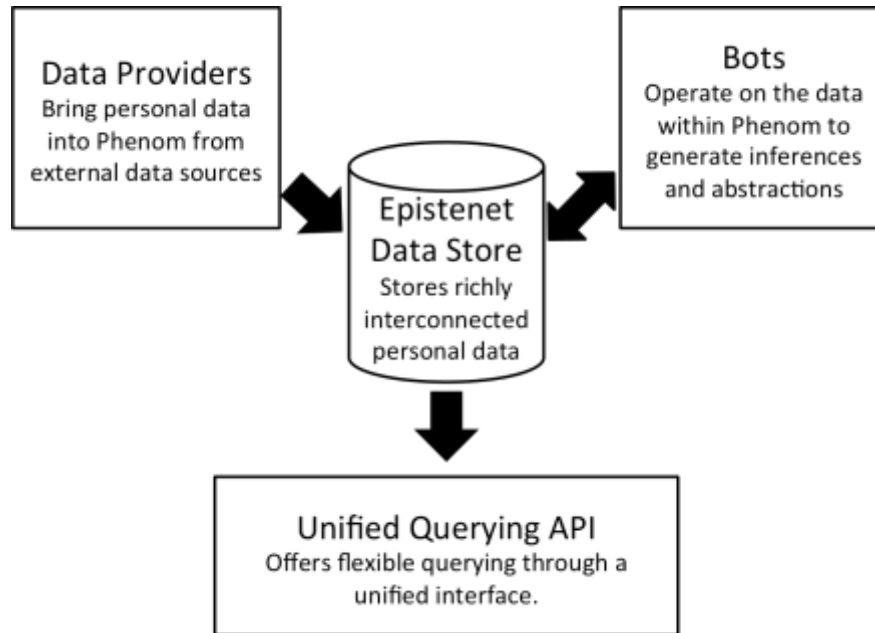 Data Providers
Bring personal data
into Phenom from
external data sources
Bots
Operate on the data
within Phenom to
generate inferences
and abstractions
Epistenet
Data Store
Stores richly
interconnected
personal data
Unified Querying API
Offers flexible querying through a
unified interface.